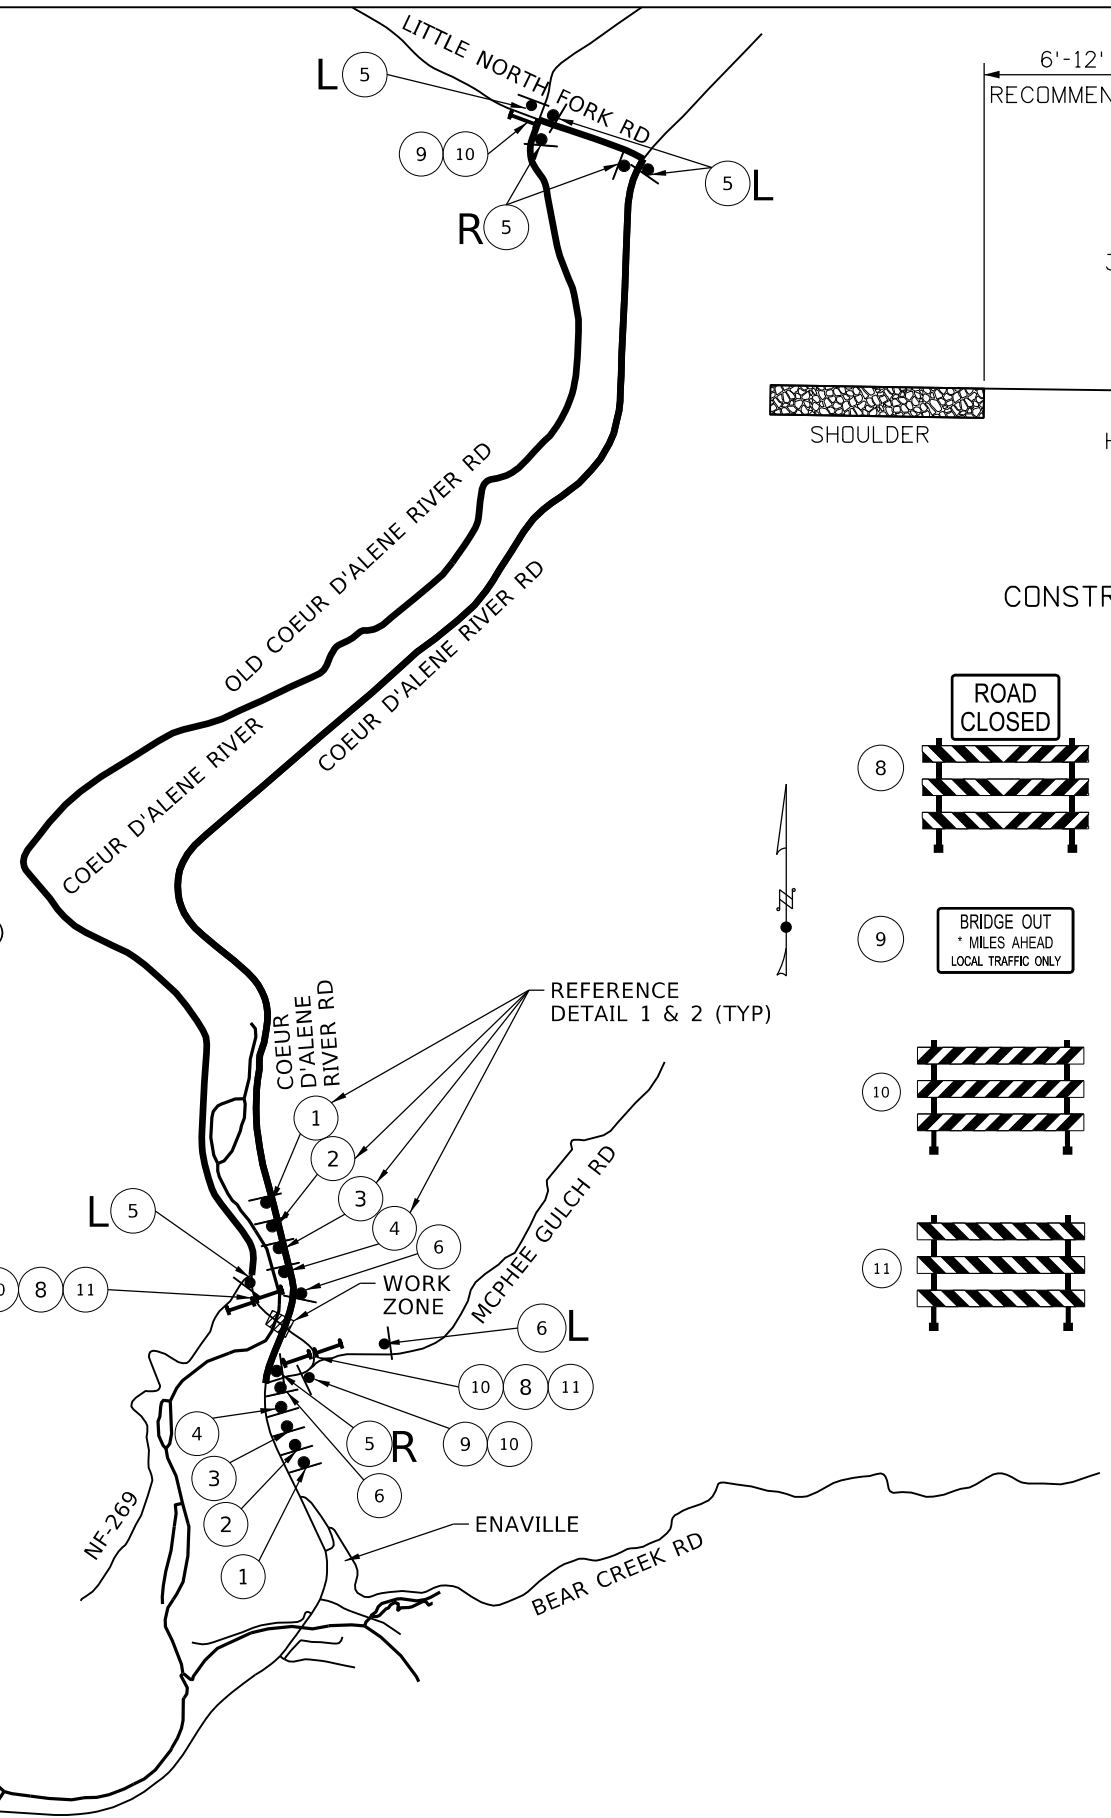 LITTLE NORTH FORK RD
L 5
9 10
R 5
5 L
6'-12'
SHOULDER
OLD COEUR D'ALENE RIVER RD
COEUR D'ALENE RIVER RD
COEUR D'ALENE RIVER
ROAD
CLOSED
8
BRIDGE OUT
* MILES AHEAD
LOCAL TRAFFIC ONLY
9
10
11
N
REFERENCE
DETAIL 1 & 2 (TYP)
COEUR
D'ALENE
RIVER RD
1
2
3
4
6
L 5
8 11
WORK
ZONE
MCPHEE GULCH RD
6 L
10 8 11
9 10
5 R
6
4
3
2
1
NF-269
ENAVILLE
BEAR CREEK RD